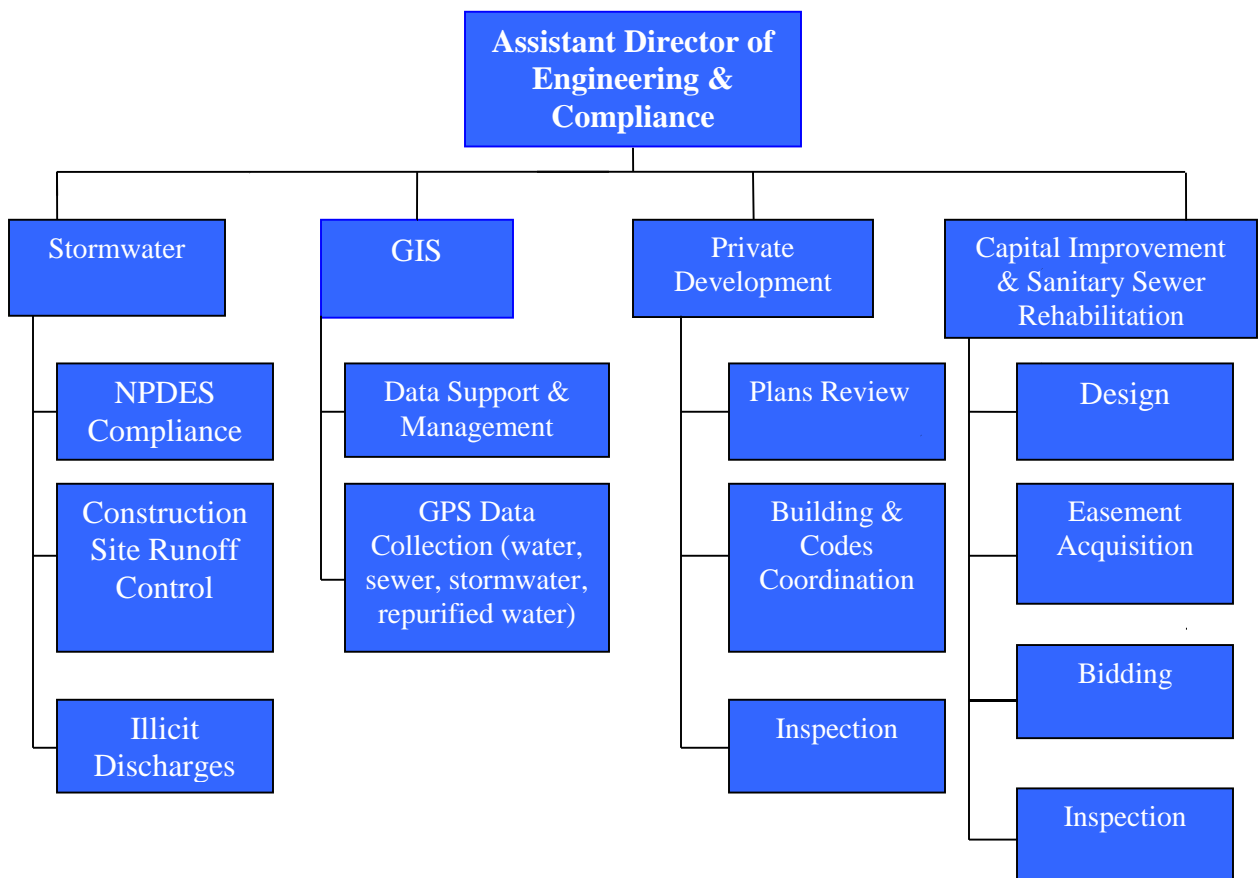 Assistant Director of
Engineering &
Compliance
Stormwater
GIS
Private
Development
Capital Improvement
& Sanitary Sewer
Rehabilitation
NPDES
Compliance
Construction
Site Runoff
Control
Illicit
Discharges
Data Support &
Management
GPS Data
Collection (water,
sewer, stormwater,
repurified water)
Plans Review
Building &
Codes
Coordination
Inspection
Design
Easement
Acquisition
Bidding
Inspection